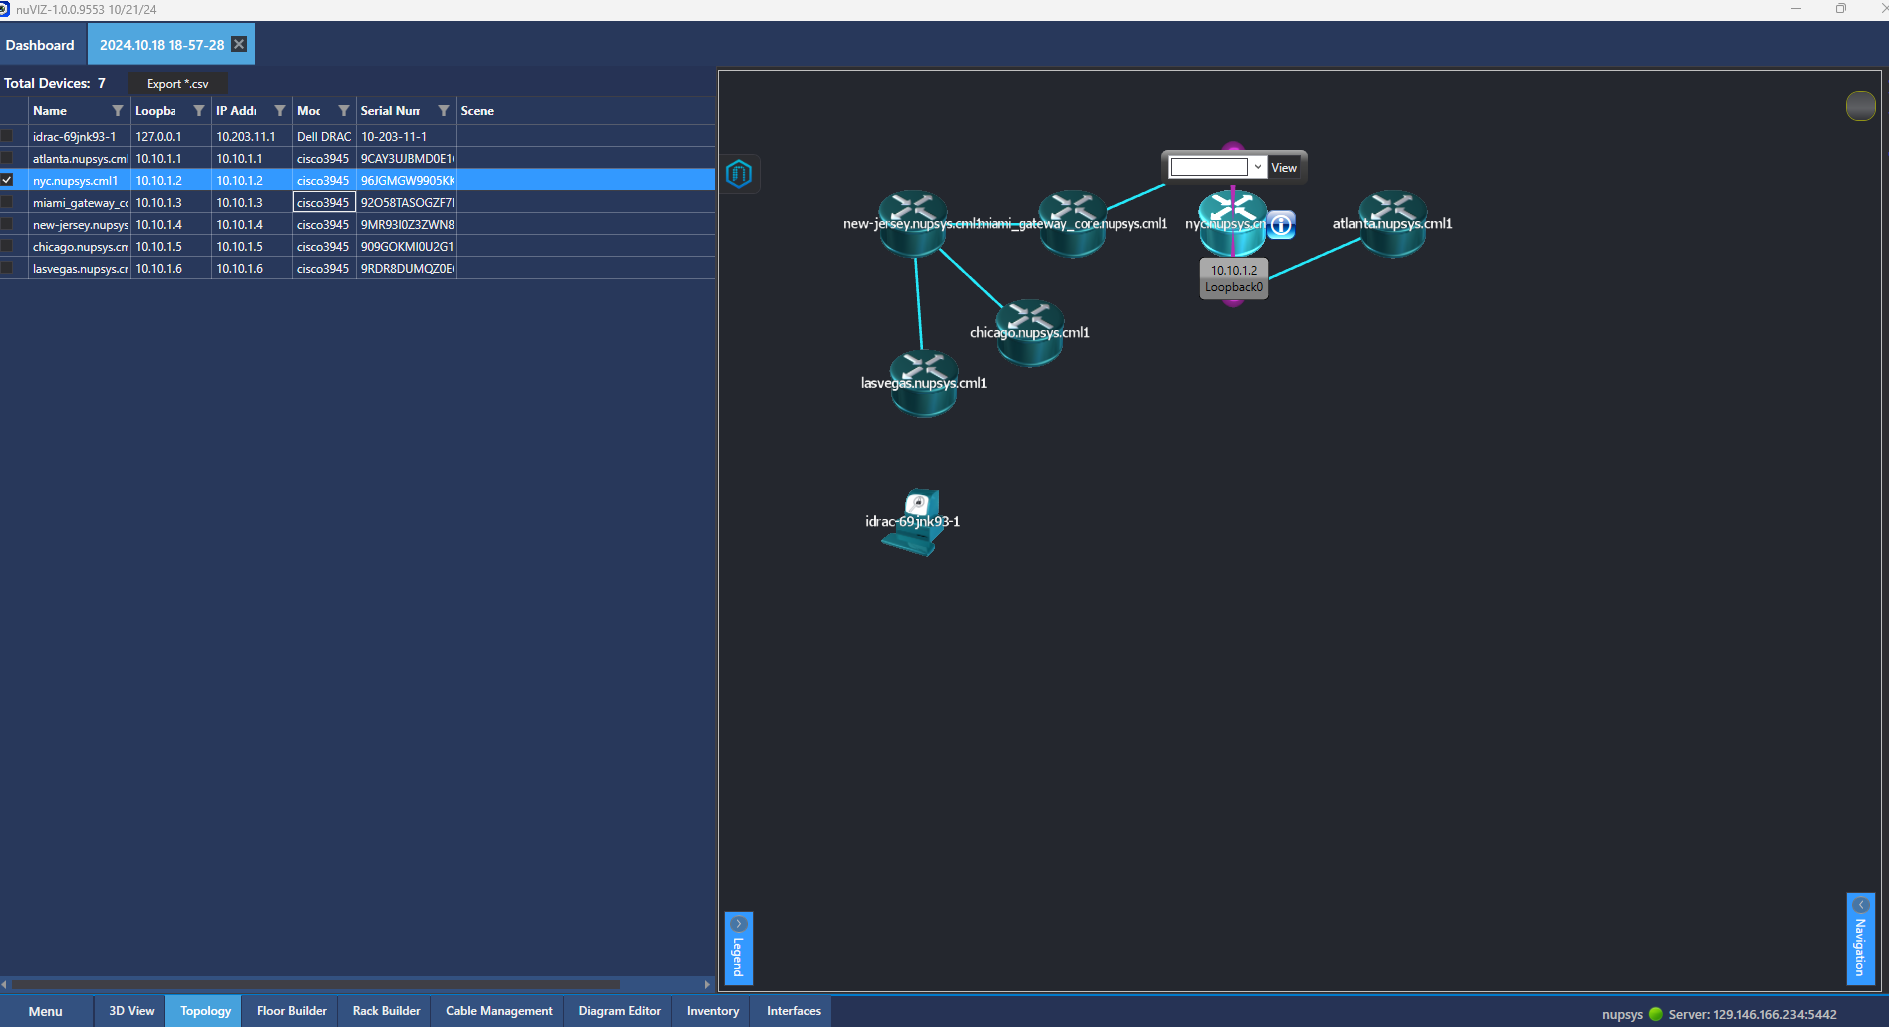 nuVIZ-1.0.0.9553 10/21/24
Dashboard
2024.10.18 18-57-28
Total Devices: 7
Export *.csv
Name Loopba IP Addr Moc Serial Nun Scene
idrac-69jnk93-1 127.0.0.1 10.203.11.1 Dell DRAC 10-203-11-1
atlanta.nupsys.cml 10.10.1.1 10.10.1.1 cisco3945 9CAY3UJBMD0E1
nyc.nupsys.cml1 10.10.1.2 10.10.1.2 cisco3945 96JGMGW9905KK
miami_gateway_cc 10.10.1.3 10.10.1.3 cisco3945 92O58TASOGZF7
new-jersey.nupsys 10.10.1.4 10.10.1.4 cisco3945 9MR93I0Z3ZWN8
chicago.nupsys.cm 10.10.1.5 10.10.1.5 cisco3945 909GOKMI0U2G1
lasvegas.nupsys.cr 10.10.1.6 10.10.1.6 cisco3945 9RDR8DUMQZ0E
View
new-jersey.nupsys.cml1
miami_gateway_core.nupsys.cml1
nyc.nupsys.cm
atlanta.nupsys.cml1
10.10.1.2
Loopback0
chicago.nupsys.cml1
lasvegas.nupsys.cml1
idrac-69jnk93-1
Legend
Navigation
Menu
3D View
Topology
Floor Builder
Rack Builder
Cable Management
Diagram Editor
Inventory
Interfaces
nupsys Server: 129.146.166.234:5442